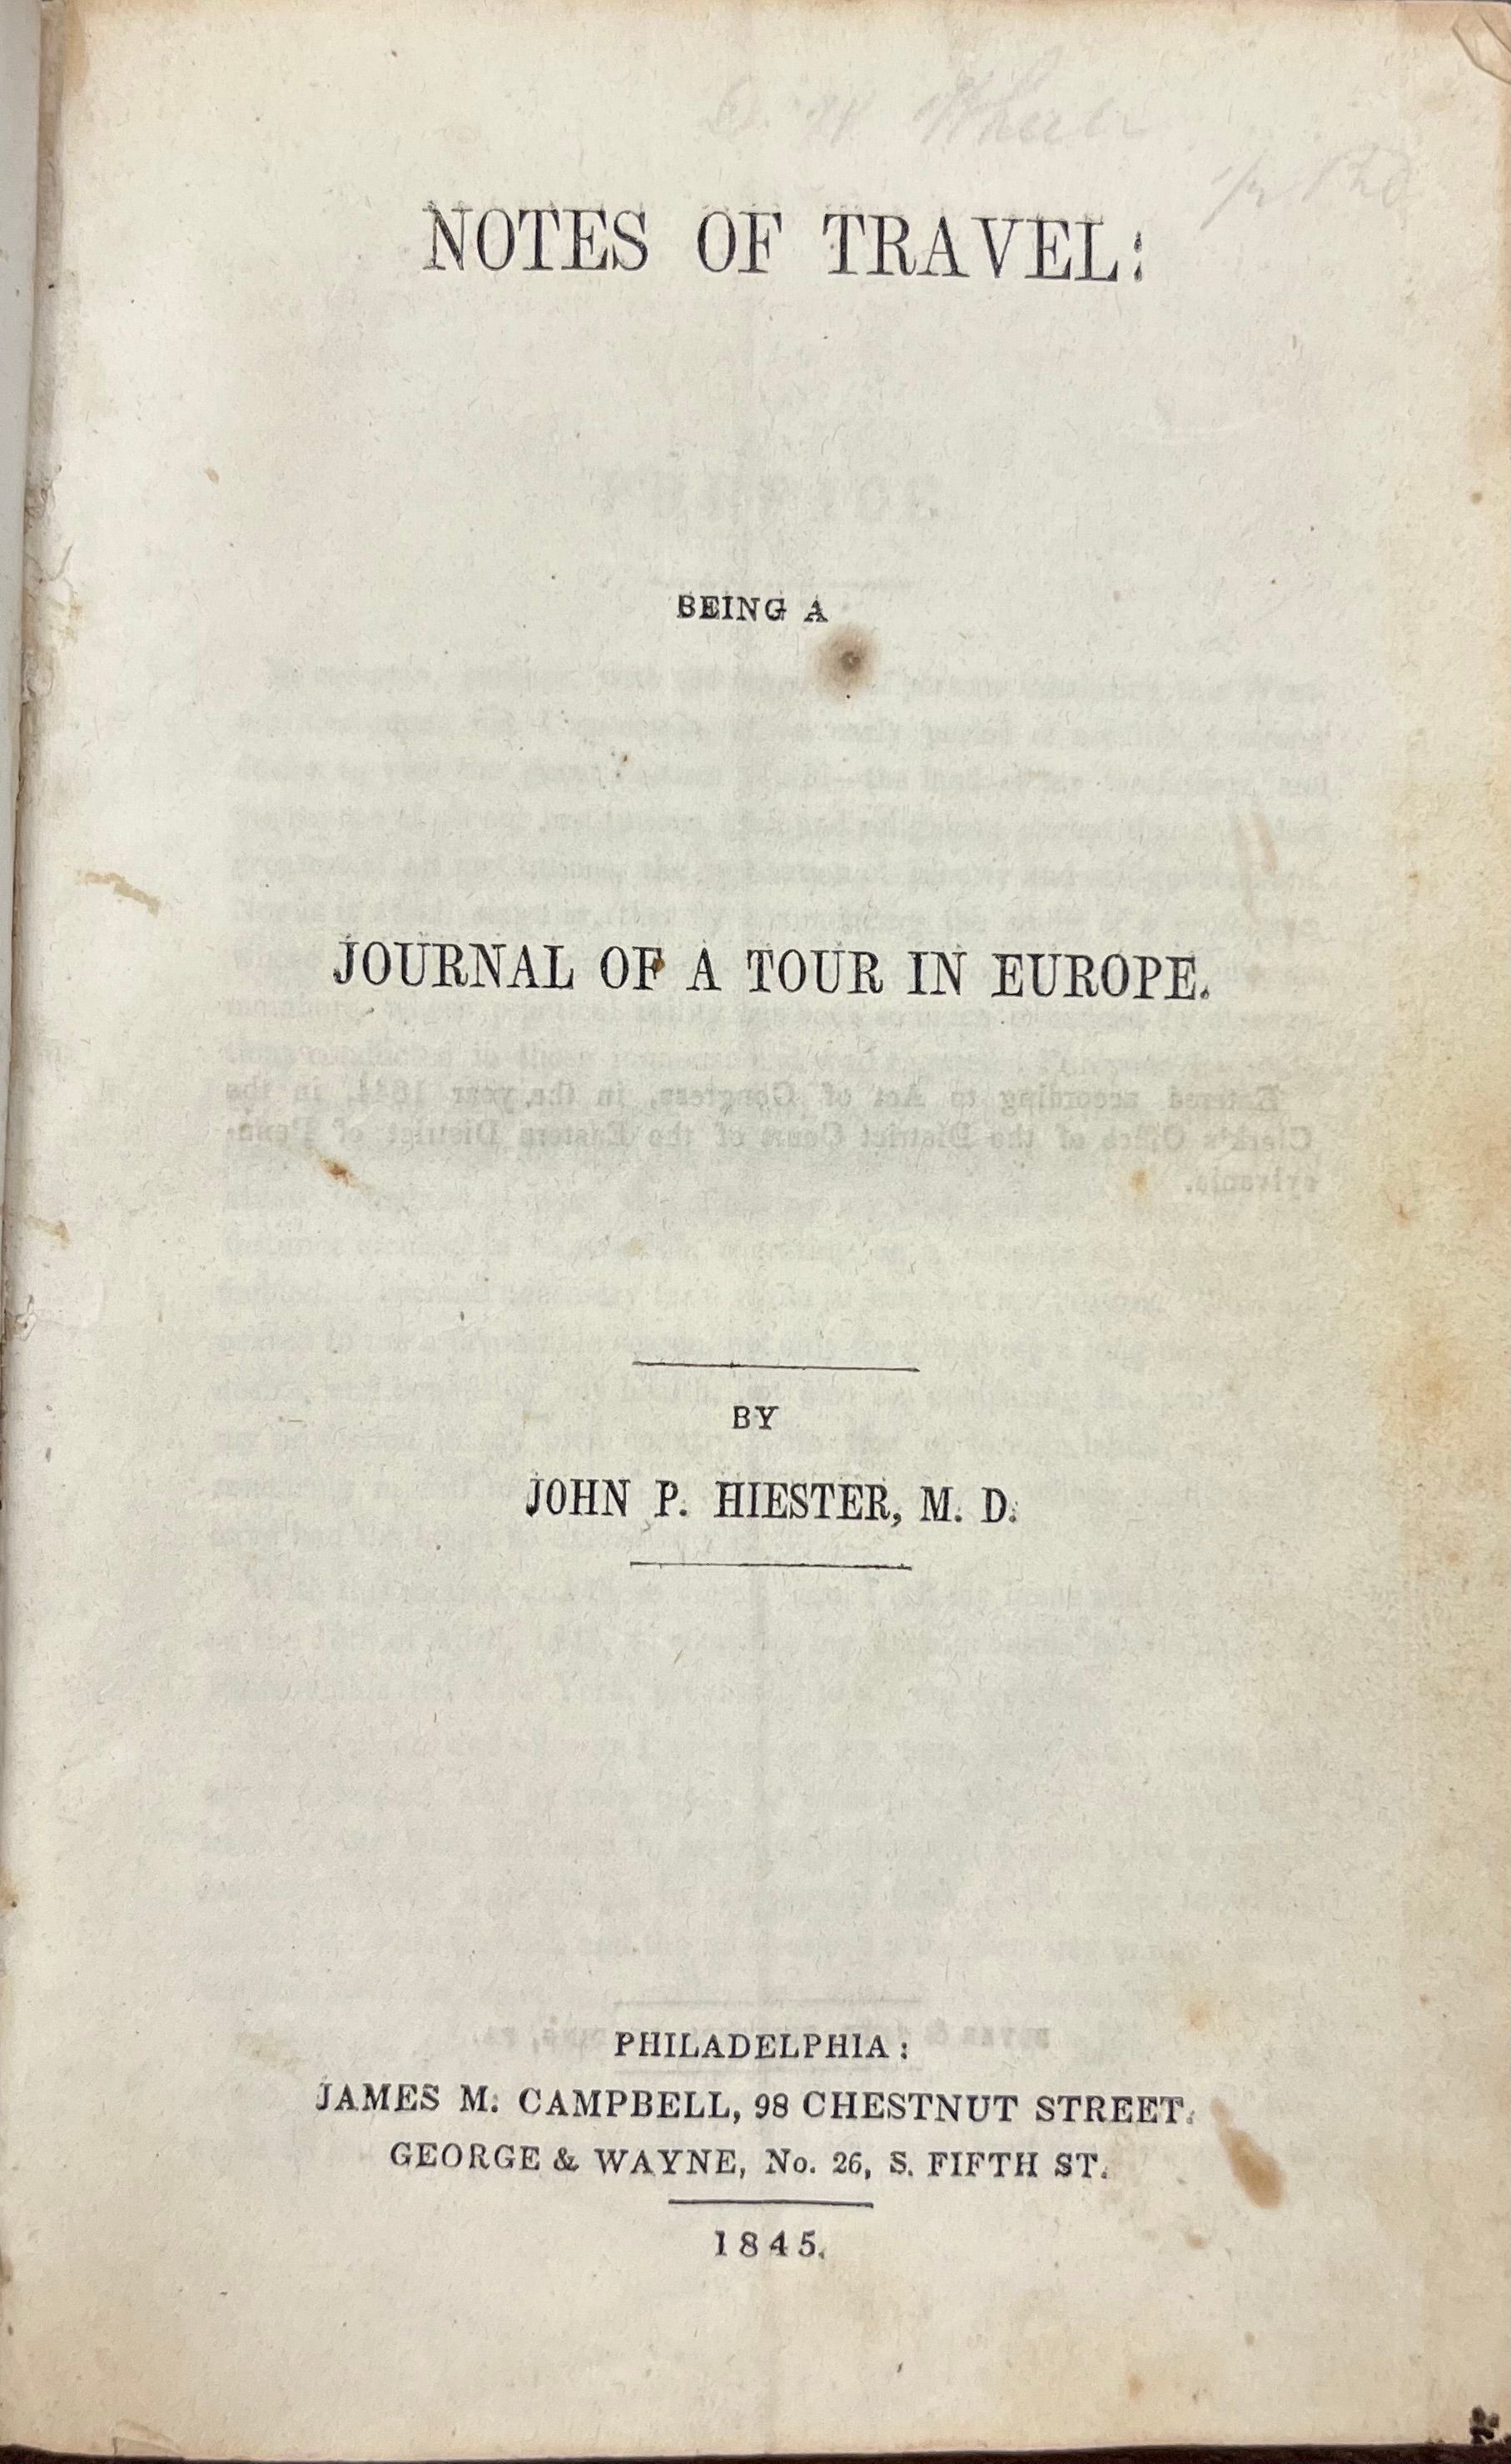 NOTES OF TRAVEL:
BEING A
JOURNAL OF A TOUR IN EUROPE.
Entered according to Act of Congress, in the year 1844, in the
Clerk's Office of the District Court of the Eastern District of Penn-
sylvania.
BY
JOHN P. HIESTER, M. D.
PHILADELPHIA:
JAMES M. CAMPBELL, 98 CHESTNUT STREET.
GEORGE & WAYNE, No. 26, S. FIFTH ST.
1845.